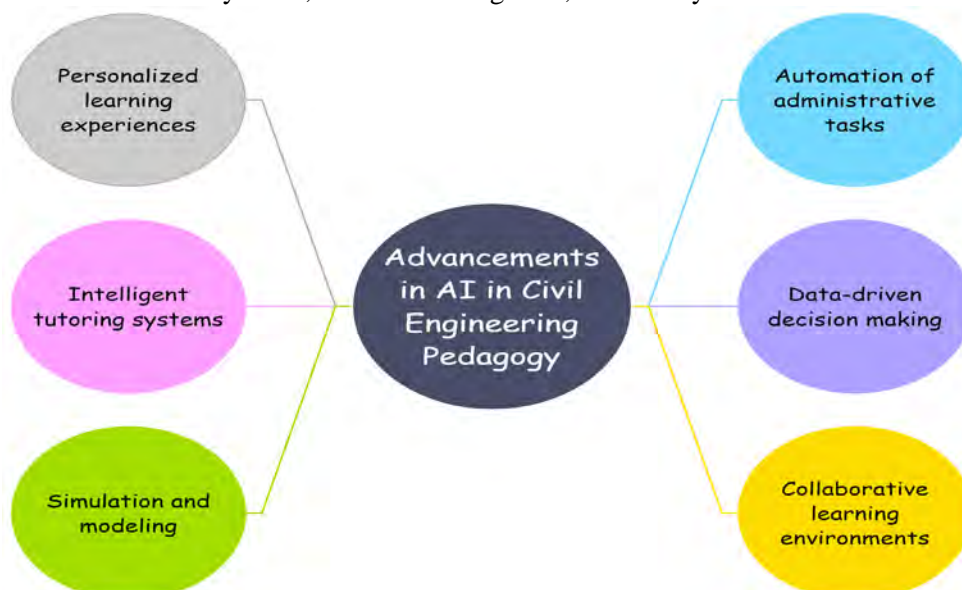 Personalized
learning
experiences
Intelligent
tutoring systems
Simulation and
modeling
Advancements
in AI in Civil
Engineering
Pedagogy
Automation of
administrative
tasks
Data-driven
decision making
Collaborative
learning
environments